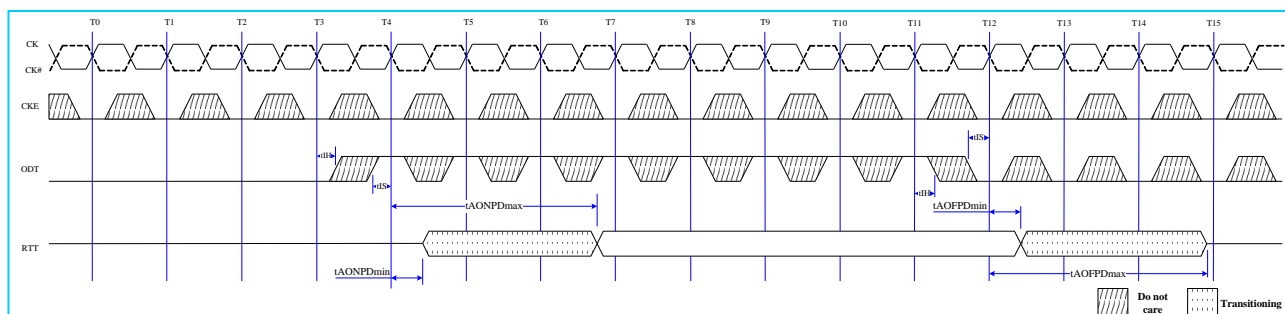 T0 T1 T2 T3 T4 T5 T6 T7 T8 T9 T10 T11 T12 T13 T14 T15
CK
CK#
CKE
tIS
tIH
ODT
tIS
tIH
tAONPDmax
tAOFPDmin
RTT
tAONPDmin
tAOFPDmax
Do not
care
Transitioning